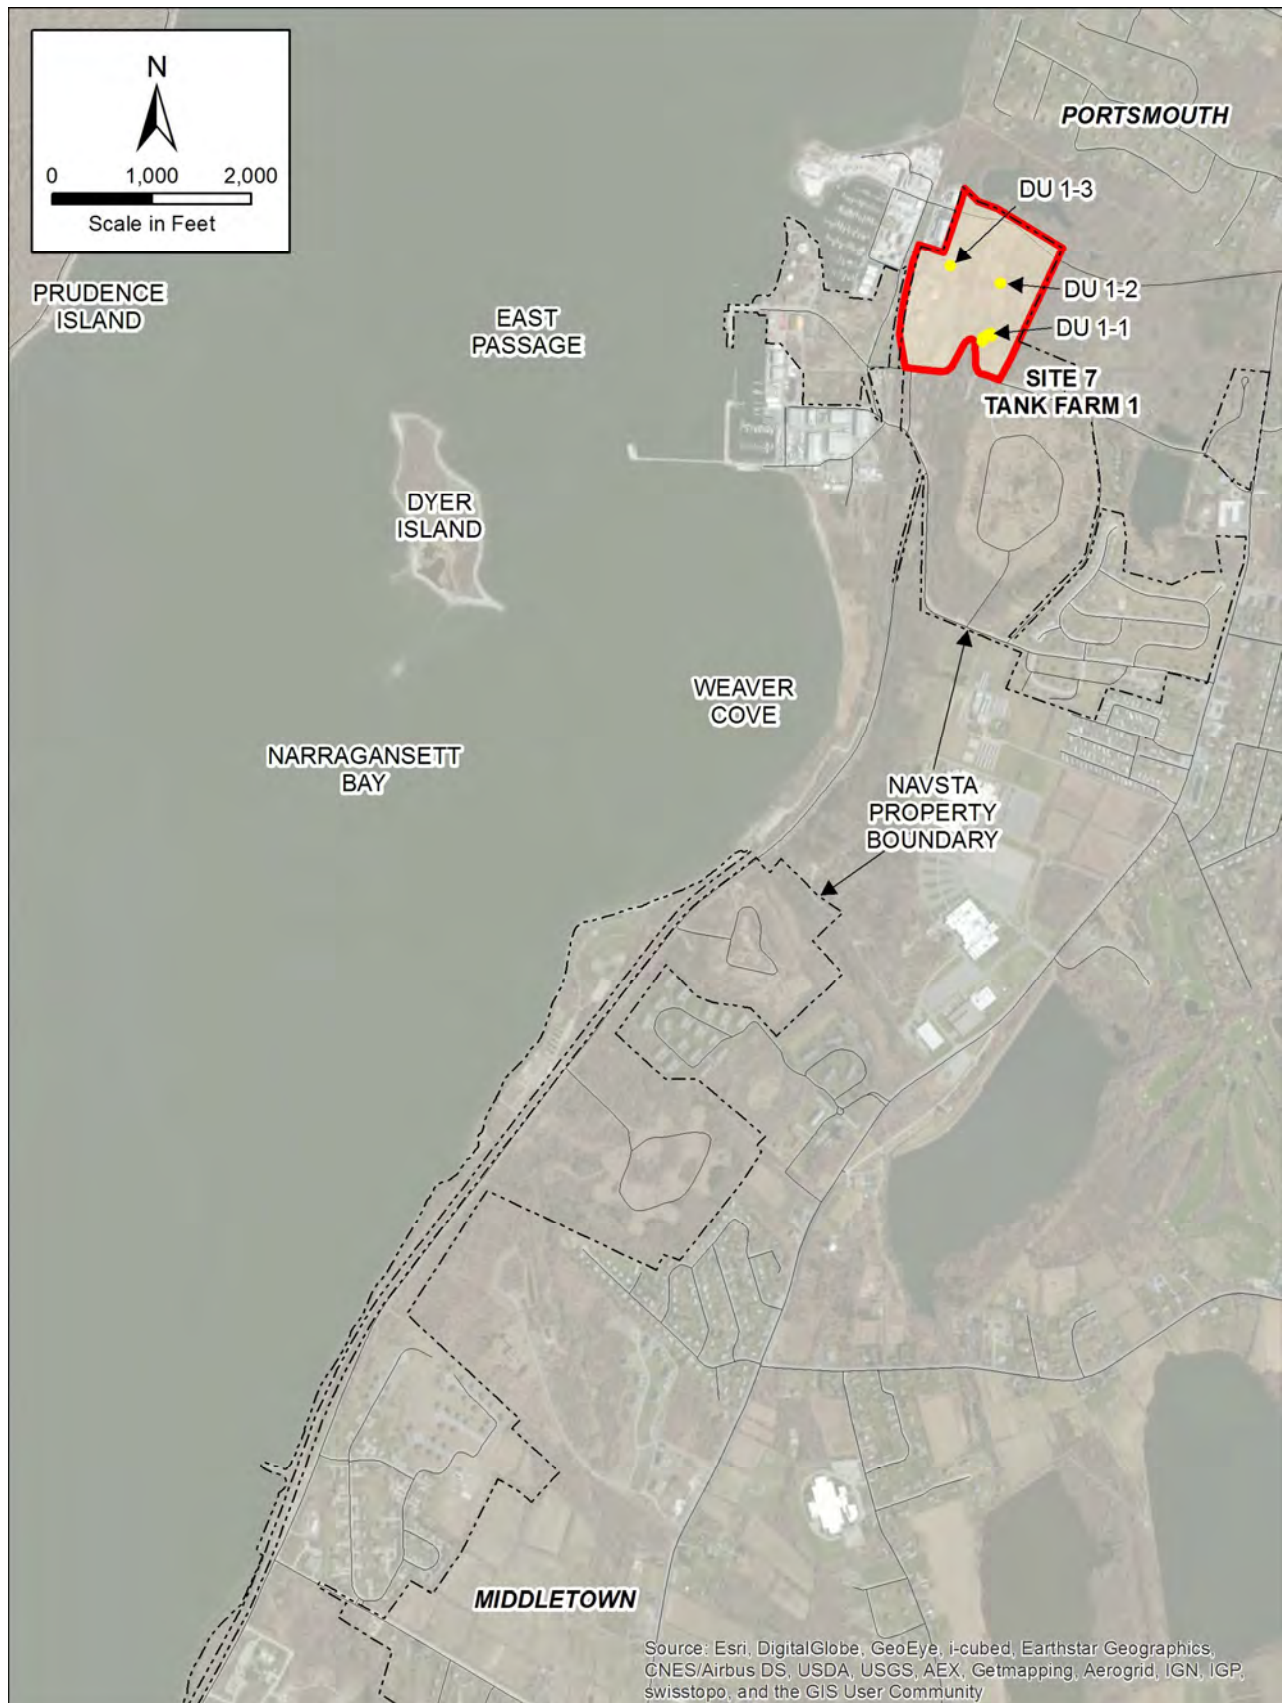 N
0 1,000 2,000
Scale in Feet
PORTSMOUTH
DU 1-3
DU 1-2
DU 1-1
SITE 7
TANK FARM 1
PRUDENCE
ISLAND
EAST
PASSAGE
DYER
ISLAND
WEAVER
COVE
NARRAGANSETT
BAY
NAVSTA
PROPERTY
BOUNDARY
MIDDLETOWN
Source: Esri, DigitalGlobe, GeoEye, i-cubed, Earthstar Geographics,
CNES/Airbus DS, USDA, USGS, AEX, Getmapping, Aerogrid, IGN, IGP,
swisstopo, and the GIS User Community